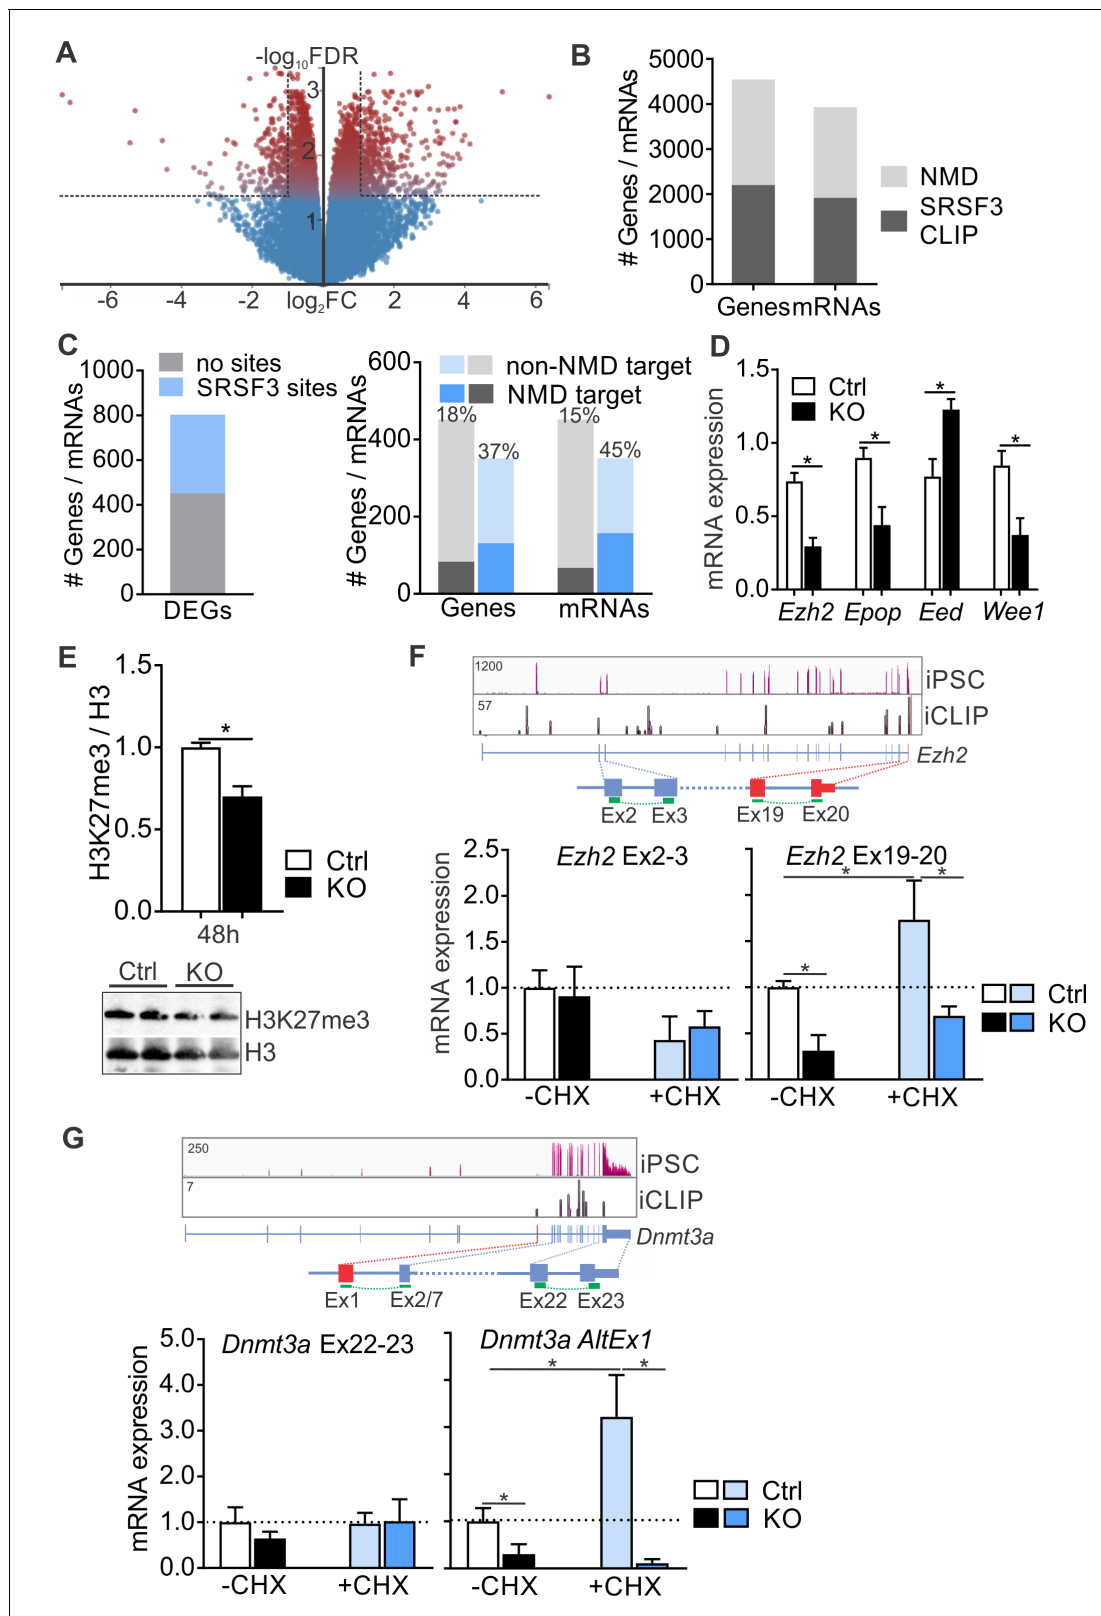 A
-log10FDR
3
2
1
-6
-4
-2
log2FC
2
4
6
B
# Genes / mRNAs
5000
4000
3000
2000
1000
0
Genes
mRNAs
NMD
SRSF3
CLIP
C
# Genes / mRNAs
1000
800
600
400
200
0
no sites
SRSF3 sites
DEGs
# Genes / mRNAs
600
400
200
0
non-NMD target
NMD target
18%
37%
15%
45%
Genes
mRNAs
D
mRNA expression
1.5
1.0
0.5
0.0
Ctrl
KO
*
*
*
*
Ezh2
Epop
Eed
Wee1
E
H3K27me3 / H3
1.5
1.0
0.5
0.0
*
Ctrl
KO
48h
Ctrl
KO
H3K27me3
H3
F
1200
iPSC
57
iCLIP
Ezh2
Ex2
Ex3
Ex19
Ex20
mRNA expression
2.5
2.0
1.5
1.0
0.5
0.0
Ezh2 Ex2-3
-CHX
+CHX
Ezh2 Ex19-20
*
*
*
-CHX
+CHX
Ctrl
KO
G
250
iPSC
7
iCLIP
Dnmt3a
Ex1
Ex2/7
Ex22
Ex23
mRNA expression
5.0
4.0
3.0
2.0
1.0
0.0
Dnmt3a Ex22-23
-CHX
+CHX
Dnmt3a AltEx1
*
*
*
-CHX
+CHX
Ctrl
KO